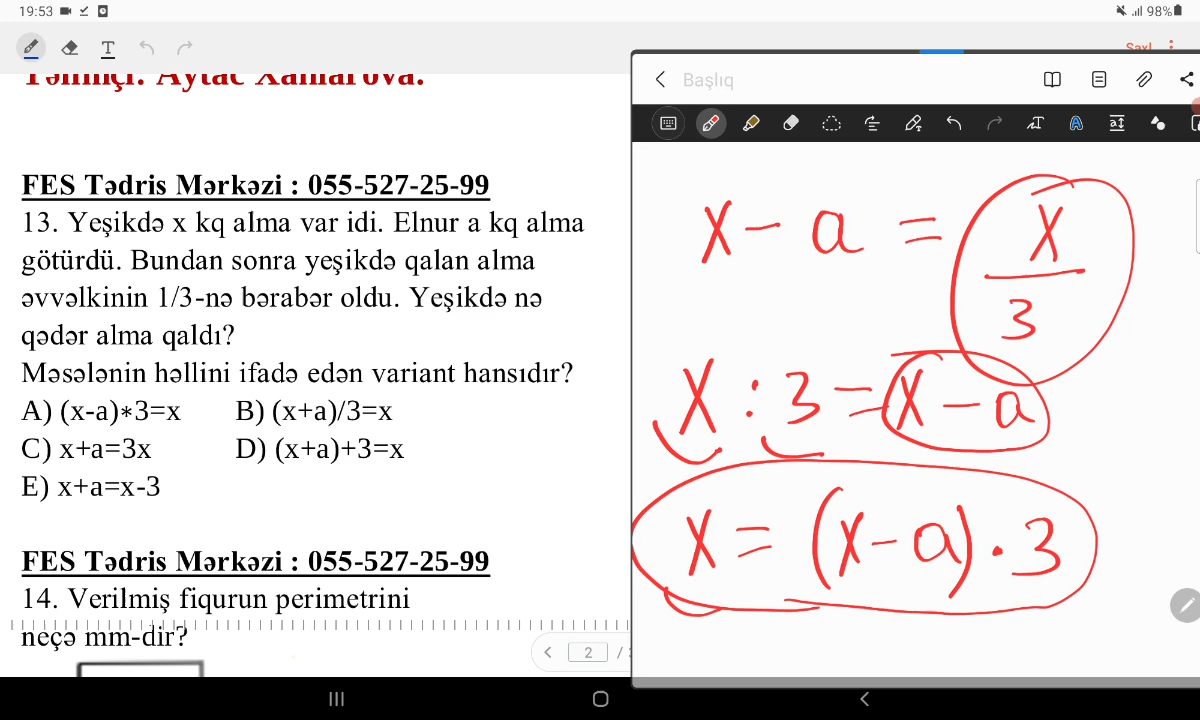 19:53
98%
T
Saxl
Təlimçi: Aytac Xanlarova.
FES Tədris Mərkəzi : 055-527-25-99
13. Yeşikdə x kq alma var idi. Elnur a kq alma
götürdü. Bundan sonra yeşikdə qalan alma
əvvəlkinin 1/3-nə bərabər oldu. Yeşikdə nə
qədər alma qaldı?
Məsələnin həllini ifadə edən variant hansıdır?
A) (x-a)*3=x B) (x+a)/3=x
C) x+a=3x D) (x+a)+3=x
E) x+a=x-3
FES Tədris Mərkəzi : 055-527-25-99
14. Verilmiş fiqurun perimetrini
neçə mm-dir?
2 /
Başlıq
x - a = x/3
x : 3 = x - a
x = (x - a) · 3